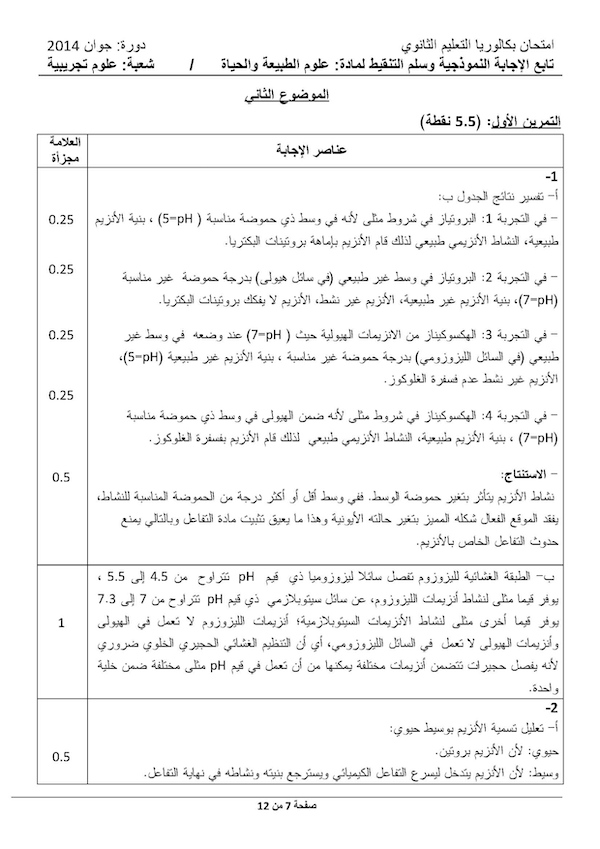 امتحان بكالوريا التعليم الثانوي دورة: جوان 2014
تابع الإجابة النموذجية وسلم التنقيط لمادة: علوم الطبيعة والحياة / شعبة: علوم تجريبية
الموضوع الثاني
التمرين الأول: (5.5 نقطة)
عناصر الإجابة
العلامة
مجزأة
1-
أ- تفسير نتائج الجدول ب:
- في التجربة 1: البروتياز في شروط مثلى لأنه في وسط ذي حموضة مناسبة ( pH=5) ، بنية الأنزيم
طبيعية، النشاط الأنزيمي طبيعي لذلك قام الأنزيم بإماهة بروتينات البكتريا.
0.25
- في التجربة 2: البروتياز في وسط غير طبيعي (في سائل هيولى) بدرجة حموضة غير مناسبة
(pH=7)، بنية الأنزيم غير طبيعية، الأنزيم غير نشط، الأنزيم لا يفكك بروتينات البكتريا.
0.25
- في التجربة 3: الهكسوكيناز من الانزيمات الهيولية حيث ( pH=7) عند وضعه في وسط غير
طبيعي (في السائل الليزوزومي) بدرجة حموضة غير مناسبة ، بنية الأنزيم غير طبيعية (pH=5)،
الأنزيم غير نشط عدم فسفرة الغلوكوز.
0.25
- في التجربة 4: الهكسوكيناز في شروط مثلى لأنه ضمن الهيولى في وسط ذي حموضة مناسبة
(pH=7) ، بنية الأنزيم طبيعية، النشاط الأنزيمي طبيعي لذلك قام الأنزيم بفسفرة الغلوكوز.
0.25
- الاستنتاج:
نشاط الأنزيم يتأثر بتغير حموضة الوسط. ففي وسط أقل أو أكثر درجة من الحموضة المناسبة للنشاط،
يفقد الموقع الفعال شكله المميز بتغير حالته الأيونية وهذا ما يعيق تثبيت مادة التفاعل وبالتالي يمنع
حدوث التفاعل الخاص بالأنزيم.
0.5
ب- الطبقة الغشائية لليزوزوم تفصل سائلا ليزوزوميا ذي قيم pH تتراوح من 4.5 إلى 5.5 ،
يوفر قيما مثلى لنشاط أنزيمات الليزوزوم، عن سائل سيتوبلازمي ذي قيم pH تتراوح من 7 إلى 7.3
يوفر قيما أخرى مثلى لنشاط الأنزيمات السيتوبلازمية؛ أنزيمات الليزوزوم لا تعمل في الهيولى
وأنزيمات الهيولى لا تعمل في السائل الليزوزومي، أي أن التنظيم الغشائي الحجيري الخلوي ضروري
لأنه يفصل حجيرات تتضمن أنزيمات مختلفة يمكنها من أن تعمل في قيم pH مثلى مختلفة ضمن خلية
واحدة.
1
2-
أ- تعليل تسمية الأنزيم بوسيط حيوي:
حيوي: لأن الأنزيم بروتين.
وسيط: لأن الأنزيم يتدخل ليسرع التفاعل الكيميائي ويسترجع بنيته ونشاطه في نهاية التفاعل.
0.5
صفحة 7 من 12